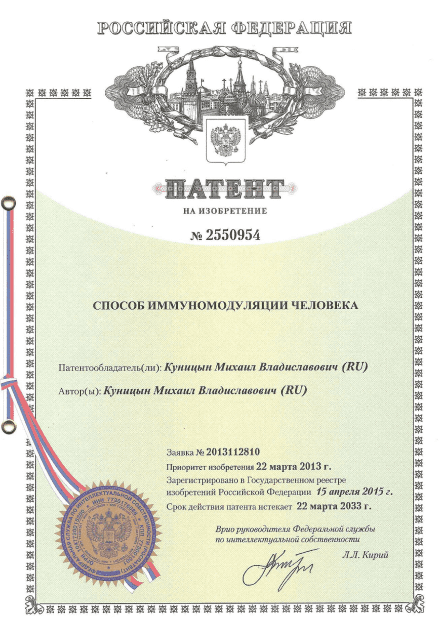 РОССИЙСКАЯ ФЕДЕРАЦИЯ
ПАТЕНТ
НА ИЗОБРЕТЕНИЕ
№ 2550954
СПОСОБ ИММУНОМОДУЛЯЦИИ ЧЕЛОВЕКА
Патентообладатель(ли): Куницын Михаил Владиславович (RU)
Автор(ы): Куницын Михаил Владиславович (RU)
Заявка № 2013112810
Приоритет изобретения 22 марта 2013 г.
Зарегистрировано в Государственном реестре
изобретений Российской Федерации 15 апреля 2015 г.
Срок действия патента истекает 22 марта 2033 г.
Врио руководителя Федеральной службы
по интеллектуальной собственности
Л.Л. Кирий